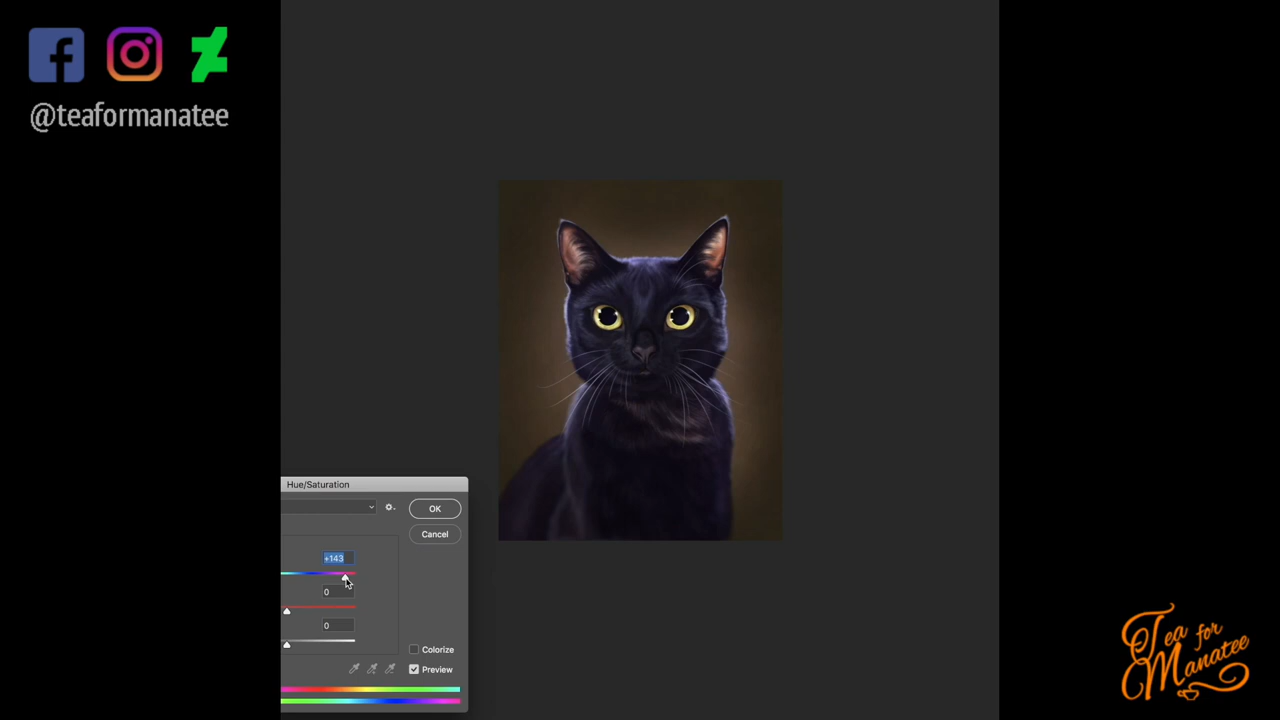 @teaformanatee
Hue/Saturation
OK
Cancel
+143
0
0
Colorize
Preview
Tea for
Manatee